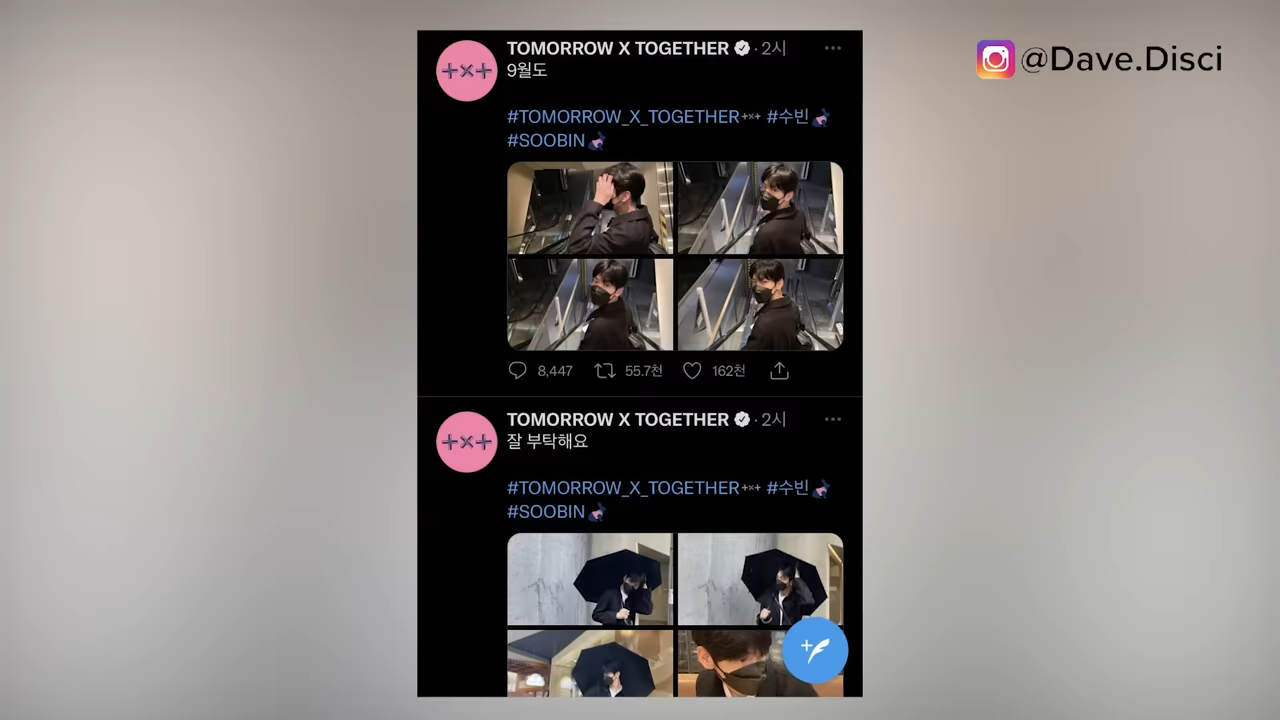 TOMORROW X TOGETHER · 2시
9월도
#TOMORROW_X_TOGETHER #수빈
#SOOBIN
8,447 55.7천 162천
TOMORROW X TOGETHER · 2시
잘 부탁해요
#TOMORROW_X_TOGETHER #수빈
#SOOBIN
@Dave.Disci